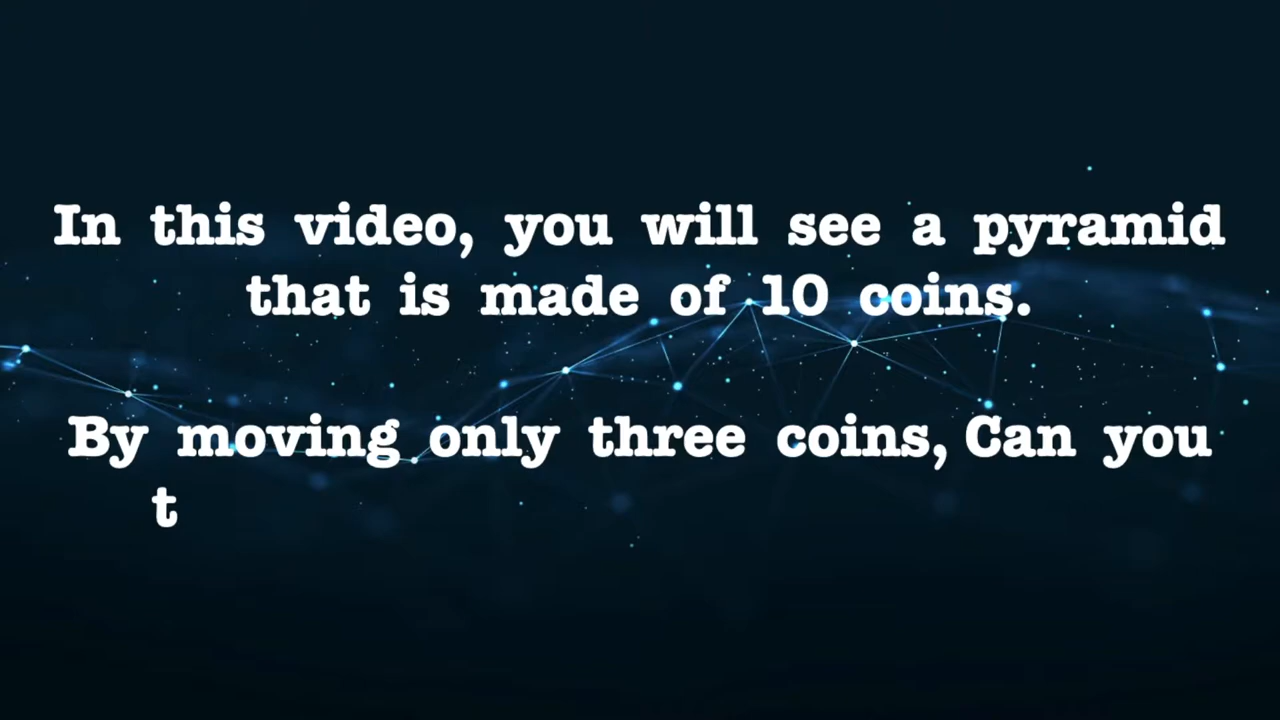 In this video, you will see a pyramid
that is made of 10 coins.
By moving only three coins, Can you
t